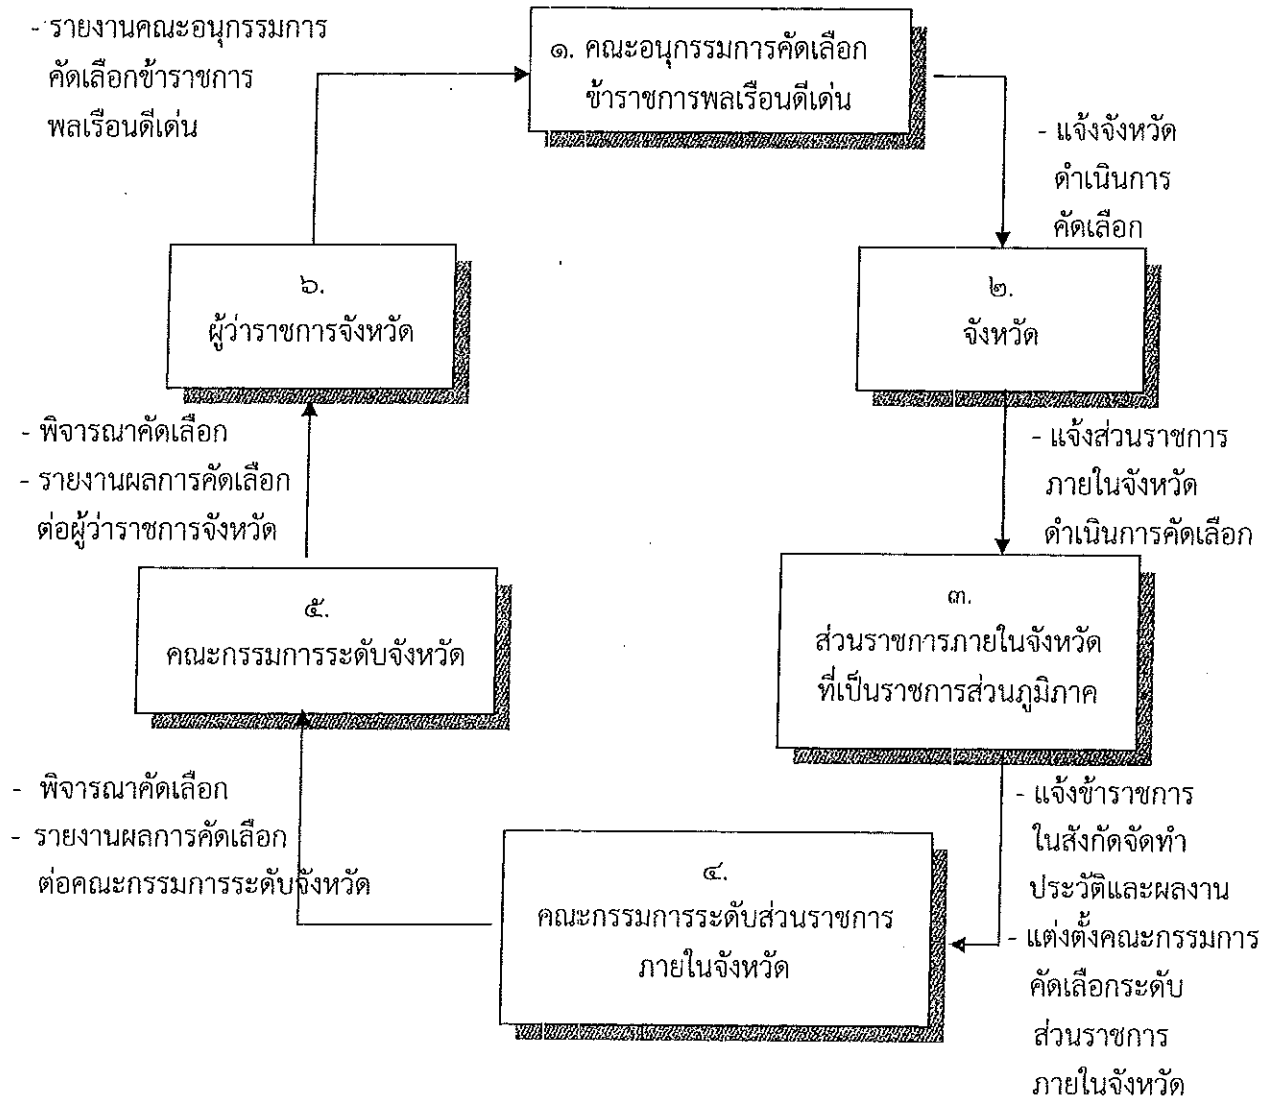 - รายงานคณะอนุกรรมการ
คัดเลือกข้าราชการ
พลเรือนดีเด่น
๑. คณะอนุกรรมการคัดเลือก
ข้าราชการพลเรือนดีเด่น
- แจ้งจังหวัด
ดำเนินการ
คัดเลือก
๒.
จังหวัด
- แจ้งส่วนราชการ
ภายในจังหวัด
ดำเนินการคัดเลือก
๓.
ส่วนราชการภายในจังหวัด
ที่เป็นราชการส่วนภูมิภาค
- แจ้งข้าราชการ
ในสังกัดจัดทำ
ประวัติและผลงาน
- แต่งตั้งคณะกรรมการ
คัดเลือกระดับ
ส่วนราชการ
ภายในจังหวัด
๔.
คณะกรรมการระดับส่วนราชการ
ภายในจังหวัด
- พิจารณาคัดเลือก
- รายงานผลการคัดเลือก
ต่อคณะกรรมการระดับจังหวัด
๕.
คณะกรรมการระดับจังหวัด
- พิจารณาคัดเลือก
- รายงานผลการคัดเลือก
ต่อผู้ว่าราชการจังหวัด
๖.
ผู้ว่าราชการจังหวัด